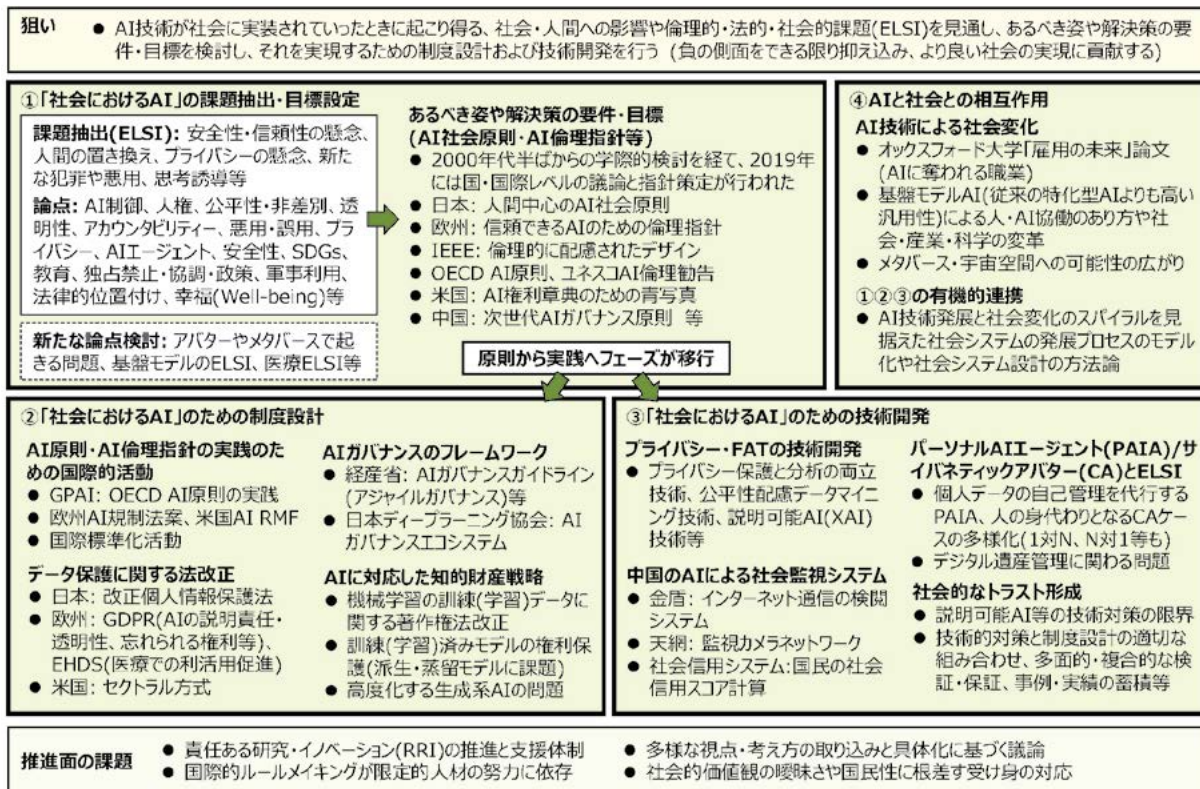 狙い
● AI技術が社会に実装されていったときに起こり得る、社会・人間への影響や倫理的・法的・社会的課題(ELSI)を見通し、あるべき姿や解決策の要
件・目標を検討し、それを実現するための制度設計および技術開発を行う (負の側面をできる限り抑え込み、より良い社会の実現に貢献する)
①「社会におけるAI」の課題抽出・目標設定
課題抽出(ELSI): 安全性・信頼性の懸念、
人間の置き換え、プライバシーの懸念、新た
な犯罪や悪用、思考誘導等
論点: AI制御、人権、公平性・非差別、透
明性、アカウンタビリティー、悪用・誤用、プラ
イバシー、AIエージェント、安全性、SDGs、
教育、独占禁止・協調・政策、軍事利用、
法律的位置付け、幸福(Well-being)等
新たな論点検討: アバターやメタバースで起
きる問題、基盤モデルのELSI、医療ELSI等
あるべき姿や解決策の要件・目標
(AI社会原則・AI倫理指針等)
● 2000年代半ばからの学際的検討を経て、2019年
には国・国際レベルの議論と指針策定が行われた
● 日本: 人間中心のAI社会原則
● 欧州: 信頼できるAIのための倫理指針
● IEEE: 倫理的に配慮されたデザイン
● OECD AI原則、ユネスコAI倫理勧告
● 米国: AI権利章典のための青写真
● 中国: 次世代AIガバナンス原則 等
原則から実践へフェーズが移行
④AIと社会との相互作用
AI技術による社会変化
● オックスフォード大学「雇用の未来」論文
(AIに奪われる職業)
● 基盤モデルAI(従来の特化型AIよりも高い
汎用性)による人・AI協働のあり方や社
会・産業・科学の変革
● メタバース・宇宙空間への可能性の広がり
①②③の有機的連携
● AI技術発展と社会変化のスパイラルを見
据えた社会システムの発展プロセスのモデル
化や社会システム設計の方法論
②「社会におけるAI」のための制度設計
AI原則・AI倫理指針の実践のた
めの国際的活動
● GPAI: OECD AI原則の実践
● 欧州AI規制法案、米国AI RMF
● 国際標準化活動
データ保護に関する法改正
● 日本: 改正個人情報保護法
● 欧州: GDPR(AIの説明責任・
透明性、忘れられる権利等)、
EHDS(医療での利活用促進)
● 米国: セクトラル方式
AIガバナンスのフレームワーク
● 経産省: AIガバナンスガイドライン
(アジャイルガバナンス)等
● 日本ディープラーニング協会: AI
ガバナンスエコシステム
AIに対応した知的財産戦略
● 機械学習の訓練(学習)データに
関する著作権法改正
● 訓練(学習)済みモデルの権利保
護(派生・蒸留モデルに課題)
● 高度化する生成系AIの問題
③「社会におけるAI」のための技術開発
プライバシー・FATの技術開発
● プライバシー保護と分析の両立
技術、公平性配慮データマイニ
ング技術、説明可能AI(XAI)
技術等
中国のAIによる社会監視システム
● 金盾: インターネット通信の検閲
システム
● 天網: 監視カメラネットワーク
● 社会信用システム:国民の社会
信用スコア計算
パーソナルAIエージェント(PAIA)/サ
イバネティックアバター(CA)とELSI
● 個人データの自己管理を代行する
PAIA、人の身代わりとなるCAケー
スの多様化(1対N、N対1等も)
● デジタル遺産管理に関わる問題
社会的なトラスト形成
● 説明可能AI等の技術対策の限界
● 技術的対策と制度設計の適切な
組み合わせ、多面的・複合的な検
証・保証、事例・実績の蓄積等
推進面の課題
● 責任ある研究・イノベーション(RRI)の推進と支援体制
● 国際的ルールメイキングが限定的人材の努力に依存
● 多様な視点・考え方の取り込みと具体化に基づく議論
● 社会的価値観の曖昧さや国民性に根差す受け身の対応